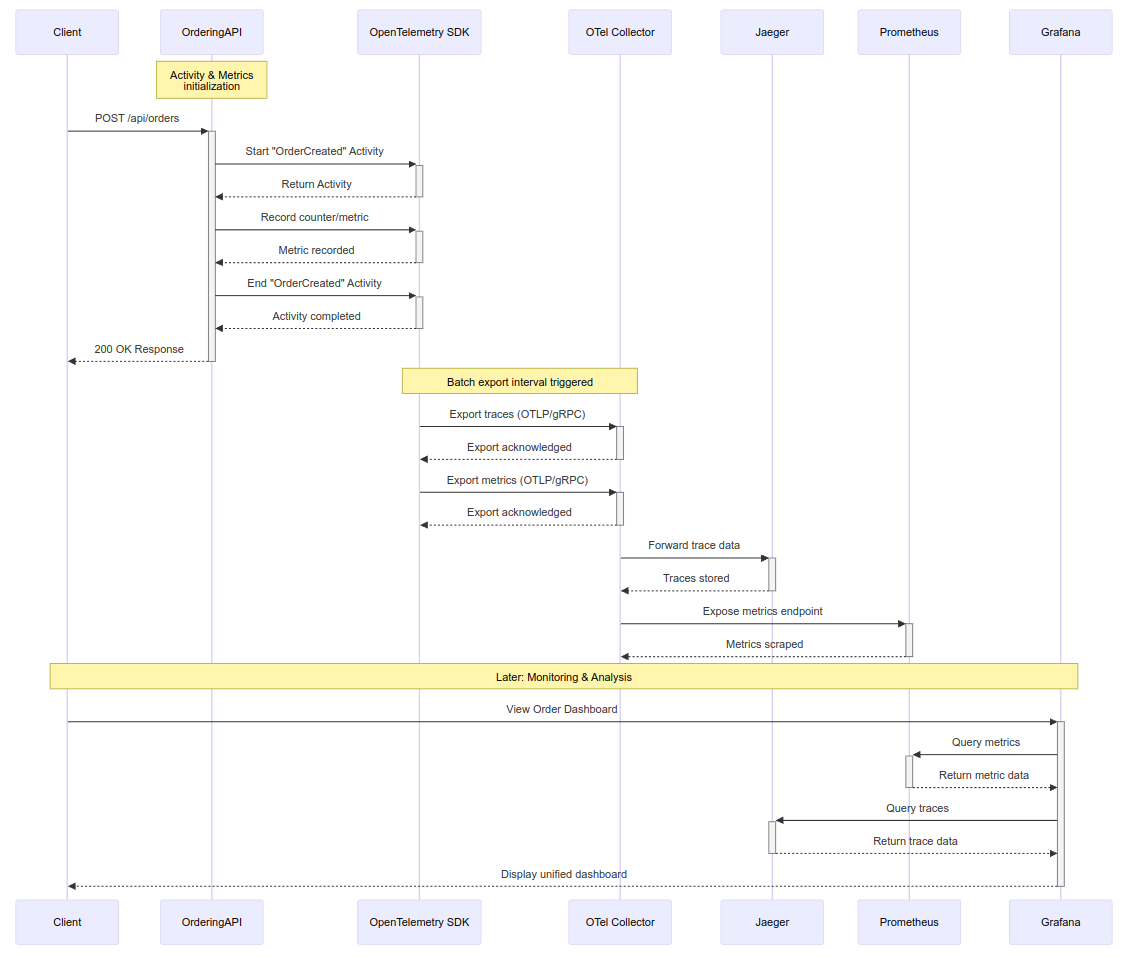 Client
OrderingAPI
OpenTelemetry SDK
OTel Collector
Jaeger
Prometheus
Grafana
Activity & Metrics
initialization
POST /api/orders
Start "OrderCreated" Activity
Return Activity
Record counter/metric
Metric recorded
End "OrderCreated" Activity
Activity completed
200 OK Response
Batch export interval triggered
Export traces (OTLP/gRPC)
Export acknowledged
Export metrics (OTLP/gRPC)
Export acknowledged
Forward trace data
Traces stored
Expose metrics endpoint
Metrics scraped
Later: Monitoring & Analysis
View Order Dashboard
Query metrics
Return metric data
Query traces
Return trace data
Display unified dashboard
Client
OrderingAPI
OpenTelemetry SDK
OTel Collector
Jaeger
Prometheus
Grafana